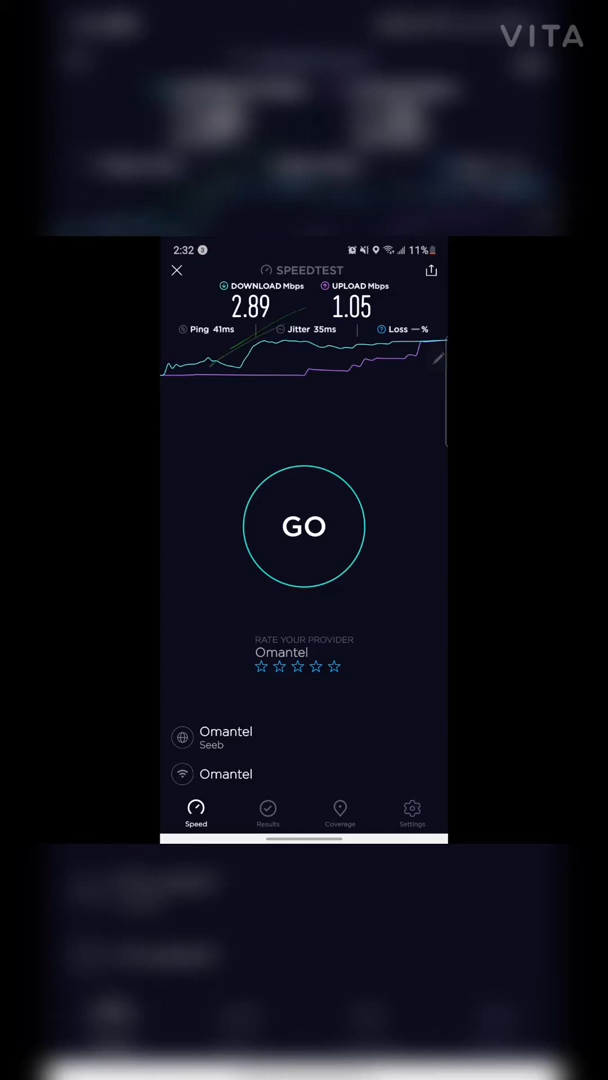 VITA
2:32 3 11%
SPEEDTEST
DOWNLOAD Mbps UPLOAD Mbps
2.89 1.05
Ping 41ms Jitter 35ms Loss — %
GO
RATE YOUR PROVIDER
Omantel
Omantel
Seeb
Omantel
Speed Results Coverage Settings